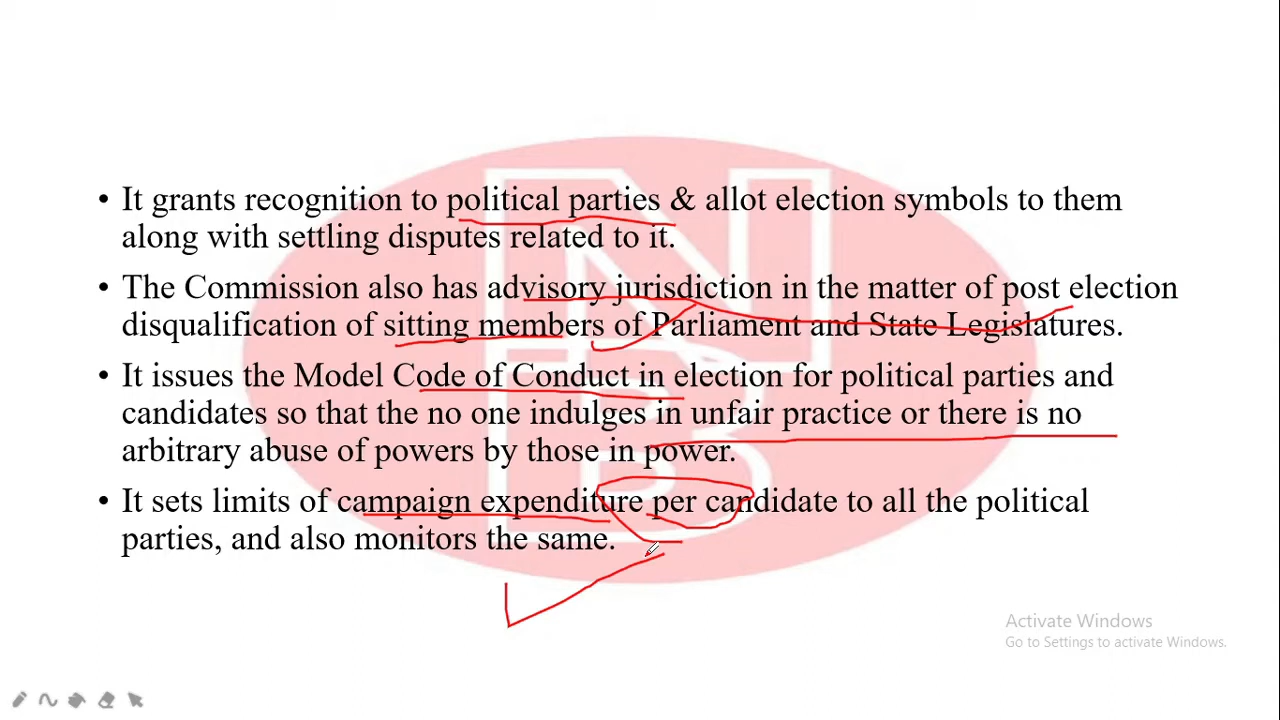 • It grants recognition to political parties & allot election symbols to them
along with settling disputes related to it.
• The Commission also has advisory jurisdiction in the matter of post election
disqualification of sitting members of Parliament and State Legislatures.
• It issues the Model Code of Conduct in election for political parties and
candidates so that the no one indulges in unfair practice or there is no
arbitrary abuse of powers by those in power.
• It sets limits of campaign expenditure per candidate to all the political
parties, and also monitors the same.
N
B
Activate Windows
Go to Settings to activate Windows.